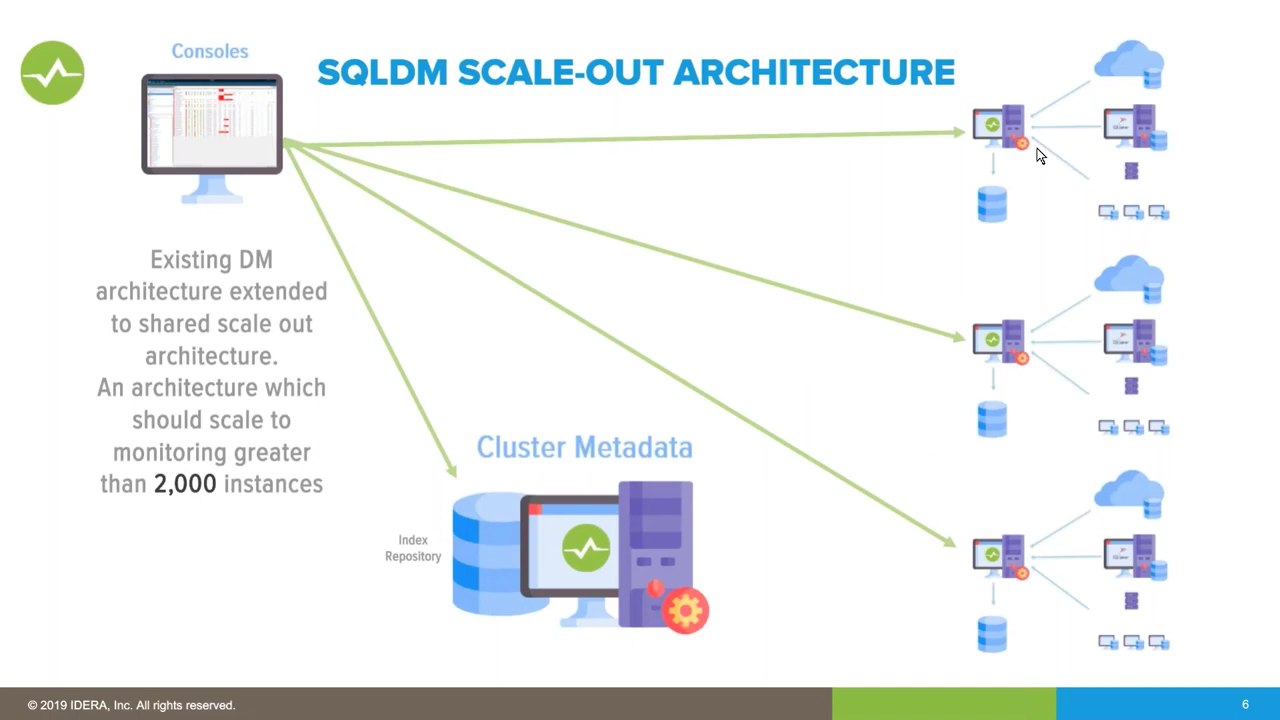 Consoles
SQLDM SCALE-OUT ARCHITECTURE
Existing DM
architecture extended
to shared scale out
architecture.
An architecture which
should scale to
monitoring greater
than 2,000 instances
Cluster Metadata
Index
Repository
© 2019 IDERA, Inc. All rights reserved.
6